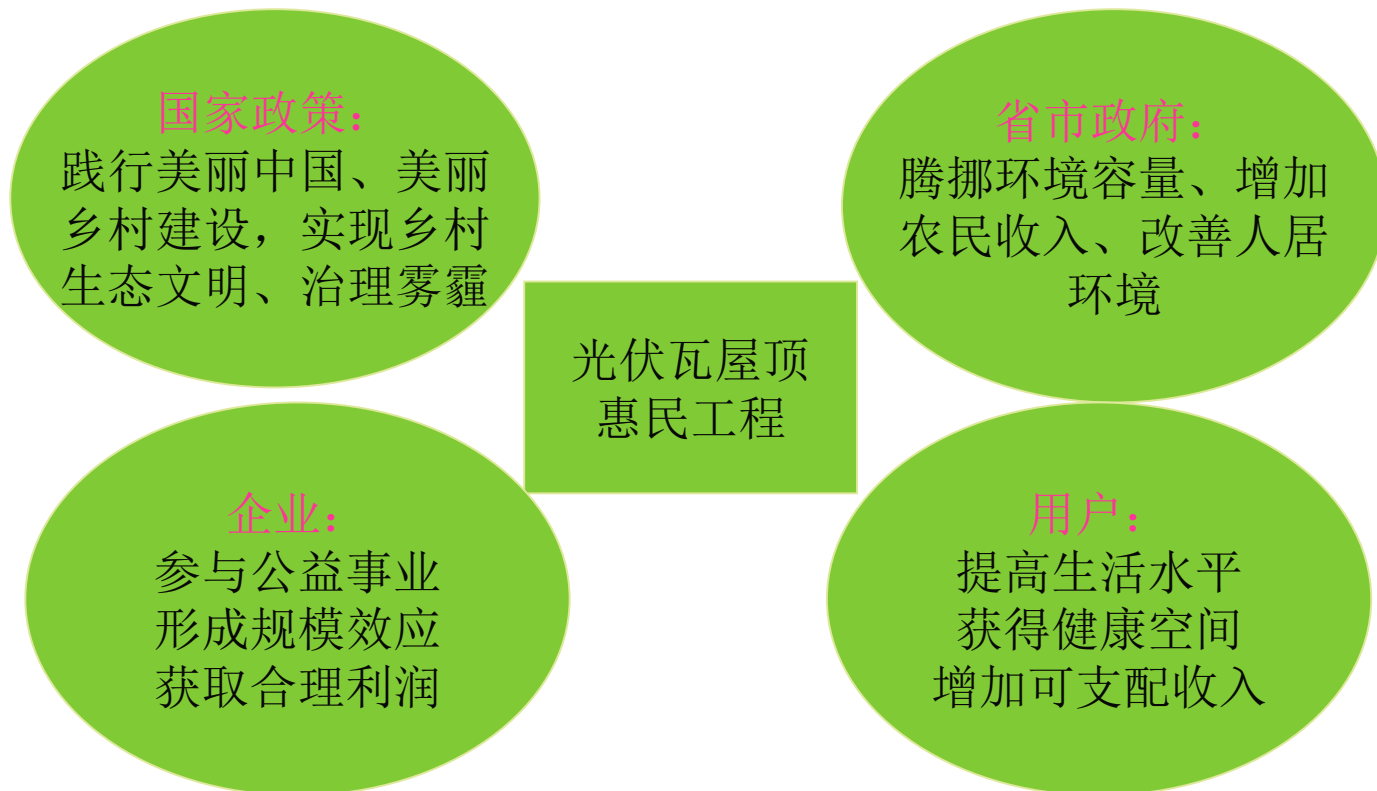 国家政策：
践行美丽中国、美丽
乡村建设，实现乡村
生态文明、治理雾霾
省市政府：
腾挪环境容量、增加
农民收入、改善人居
环境
光伏瓦屋顶
惠民工程
企业：
参与公益事业
形成规模效应
获取合理利润
用户：
提高生活水平
获得健康空间
增加可支配收入